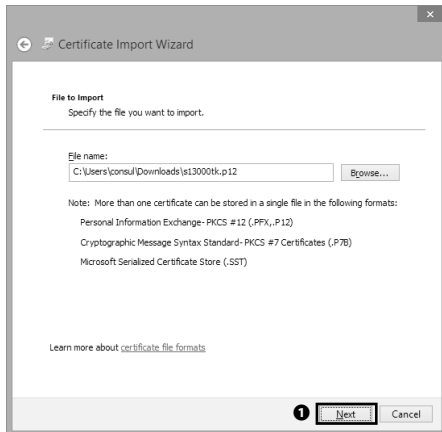 ×
Certificate Import Wizard
File to Import
Specify the file you want to import.
File name:
C:\Users\consul\Downloads\s13000tk.p12
Browse...
Note: More than one certificate can be stored in a single file in the following formats:
Personal Information Exchange- PKCS #12 (.PFX,.P12)
Cryptographic Message Syntax Standard- PKCS #7 Certificates (.P7B)
Microsoft Serialized Certificate Store (.SST)
Learn more about certificate file formats
❶ Next Cancel